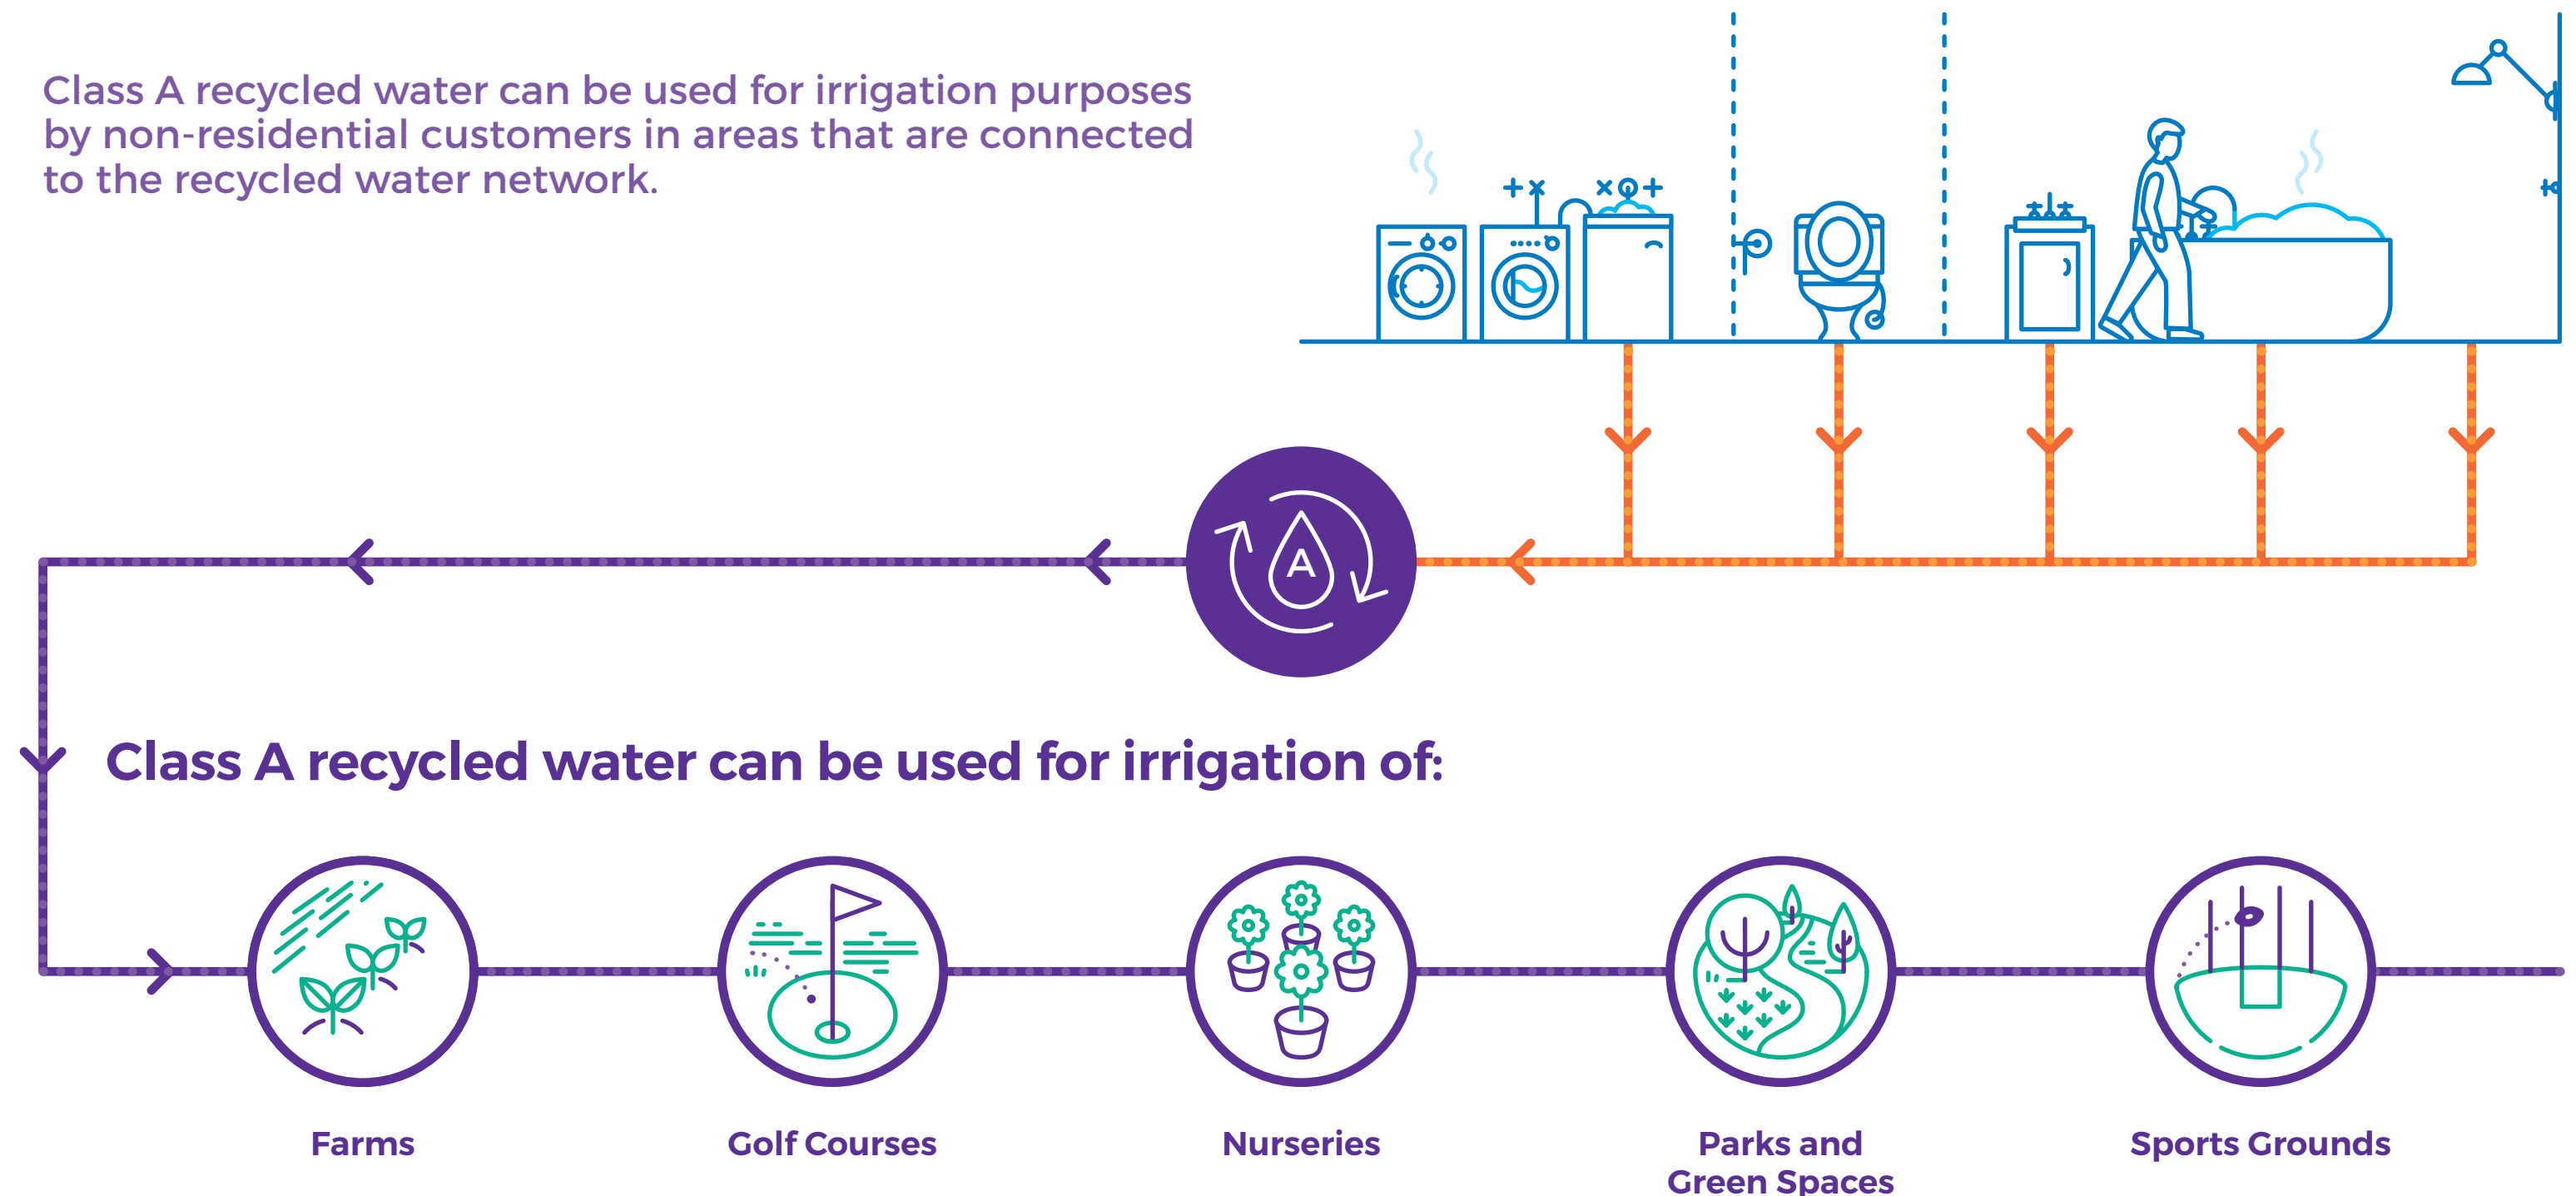 Class A recycled water can be used for irrigation purposes
by non-residential customers in areas that are connected
to the recycled water network.
A
Class A recycled water can be used for irrigation of:
Farms
Golf Courses
Nurseries
Parks and
Green Spaces
Sports Grounds